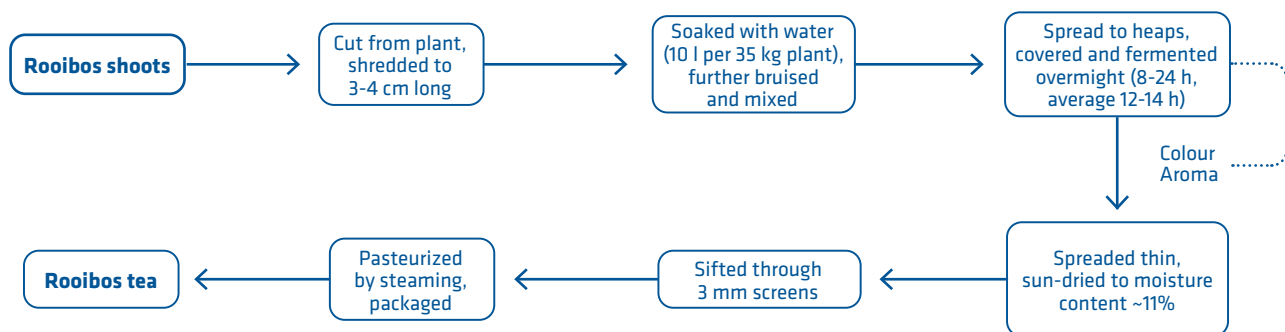 Rooibos shoots
Cut from plant,
shredded to
3-4 cm long
Soaked with water
(10 l per 35 kg plant),
further bruised
and mixed
Spread to heaps,
covered and fermented
overmight (8-24 h,
average 12-14 h)
Colour
Aroma
Spreaded thin,
sun-dried to moisture
content ~11%
Sifted through
3 mm screens
Pasteurized
by steaming,
packaged
Rooibos tea